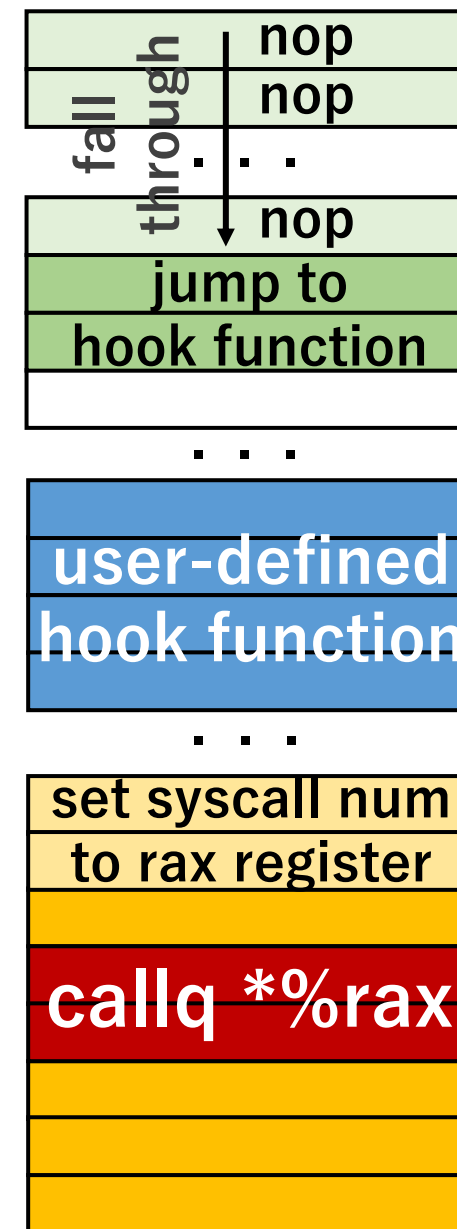 nop
nop
fall
through
. . .
nop
jump to
hook function
. . .
user-defined
hook function
. . .
set syscall num
to rax register
callq *%rax